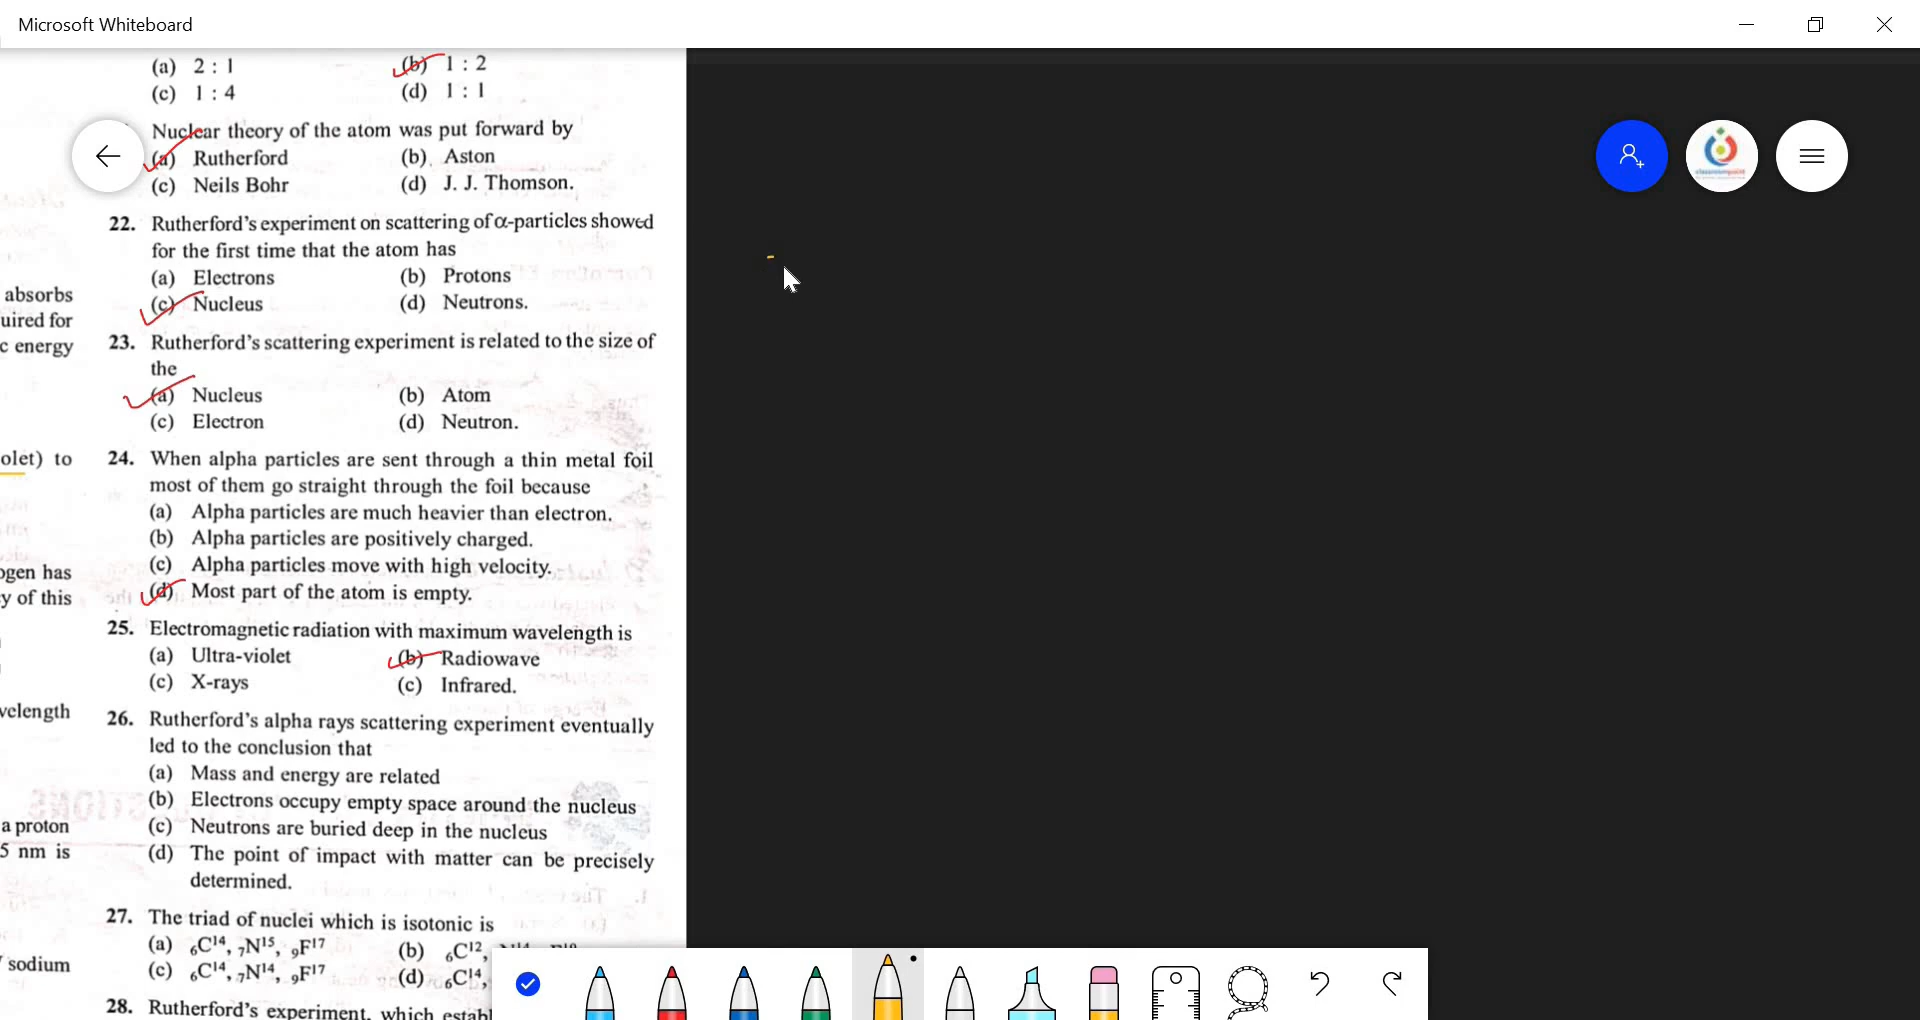 Microsoft Whiteboard
(a) 2 : 1 (b) 1 : 2
(c) 1 : 4 (d) 1 : 1
Nuclear theory of the atom was put forward by
(a) Rutherford (b) Aston
(c) Neils Bohr (d) J. J. Thomson.
22. Rutherford's experiment on scattering of α-particles showed
for the first time that the atom has
(a) Electrons (b) Protons
(c) Nucleus (d) Neutrons.
absorbs
uired for
c energy
23. Rutherford's scattering experiment is related to the size of
the
(a) Nucleus (b) Atom
(c) Electron (d) Neutron.
olet) to
24. When alpha particles are sent through a thin metal foil
most of them go straight through the foil because
(a) Alpha particles are much heavier than electron.
(b) Alpha particles are positively charged.
(c) Alpha particles move with high velocity.
(d) Most part of the atom is empty.
ogen has
y of this
25. Electromagnetic radiation with maximum wavelength is
(a) Ultra-violet (b) Radiowave
(c) X-rays (c) Infrared.
velength
26. Rutherford's alpha rays scattering experiment eventually
led to the conclusion that
(a) Mass and energy are related
(b) Electrons occupy empty space around the nucleus
(c) Neutrons are buried deep in the nucleus
(d) The point of impact with matter can be precisely
determined.
a proton
5 nm is
27. The triad of nuclei which is isotonic is
(a) ₆C¹⁴, ₇N¹⁵, ₉F¹⁷ (b) ₆C¹²,
(c) ₆C¹⁴, ₇N¹⁴, ₉F¹⁷ (d) ₆C¹⁴,
sodium
28. Rutherford's experiment, which establ